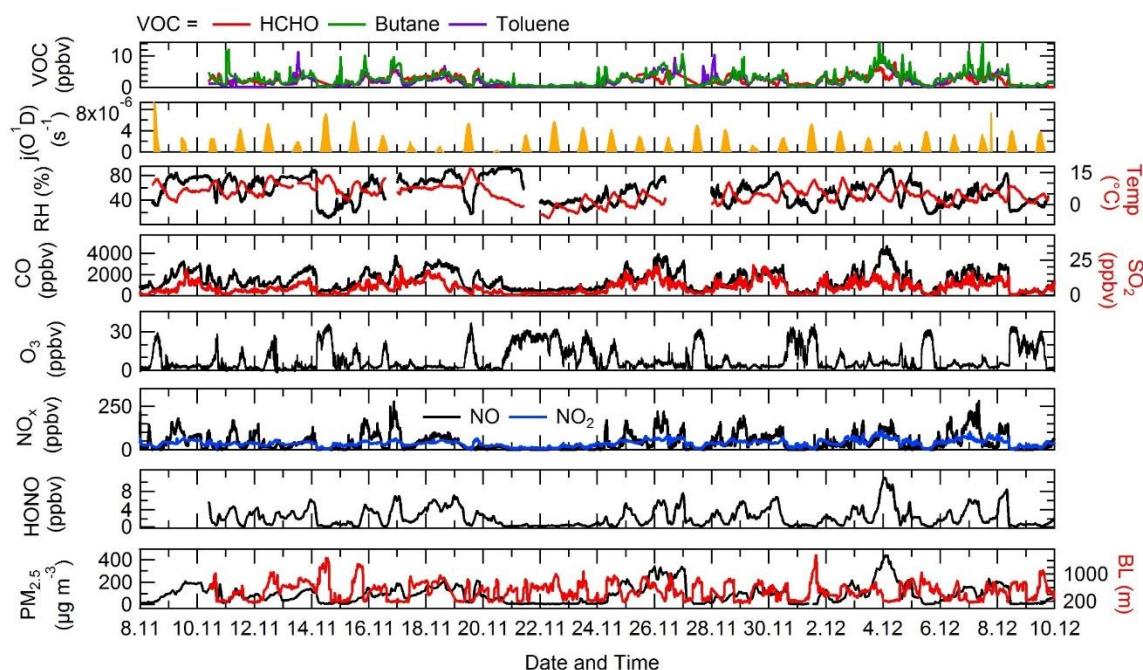 VOC = HCHO Butane Toluene
VOC
(ppbv)
10
0
j(O¹D)
(s⁻¹)
8x10⁻⁶
4
0
RH (%)
80
40
15
0
Temp
(°C)
CO
(ppbv)
4000
2000
0
25
0
SO₂
(ppbv)
O₃
(ppbv)
30
0
NOₓ
(ppbv)
250
0
NO NO₂
HONO
(ppbv)
8
4
0
PM₂.₅
(µg m⁻³)
400
200
0
1000
200
BL (m)
8.11 10.11 12.11 14.11 16.11 18.11 20.11 22.11 24.11 26.11 28.11 30.11 2.12 4.12 6.12 8.12 10.12
Date and Time